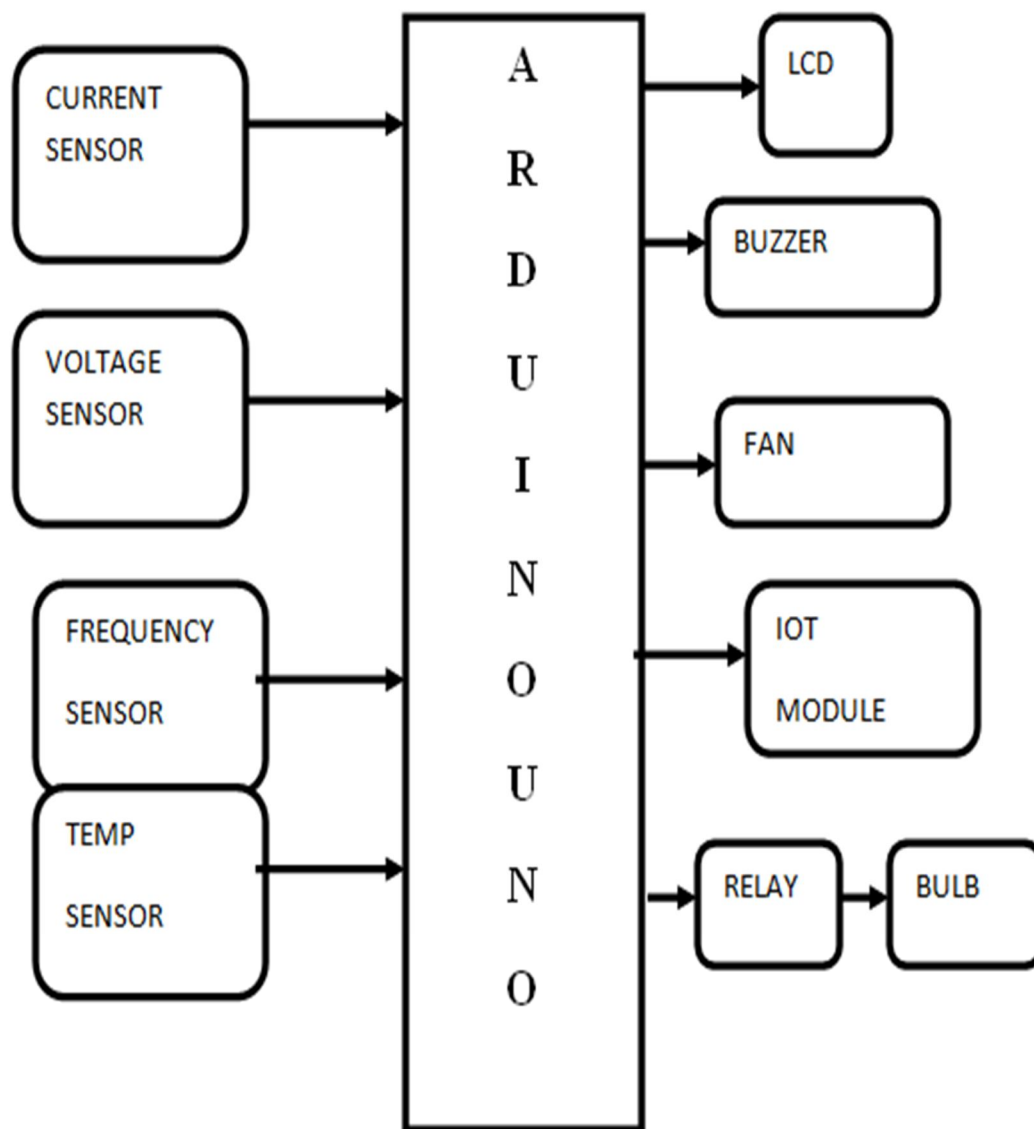 CURRENT
SENSOR
VOLTAGE
SENSOR
FREQUENCY
SENSOR
TEMP
SENSOR
A
R
D
U
I
N
O
U
N
O
LCD
BUZZER
FAN
IOT
MODULE
RELAY
BULB